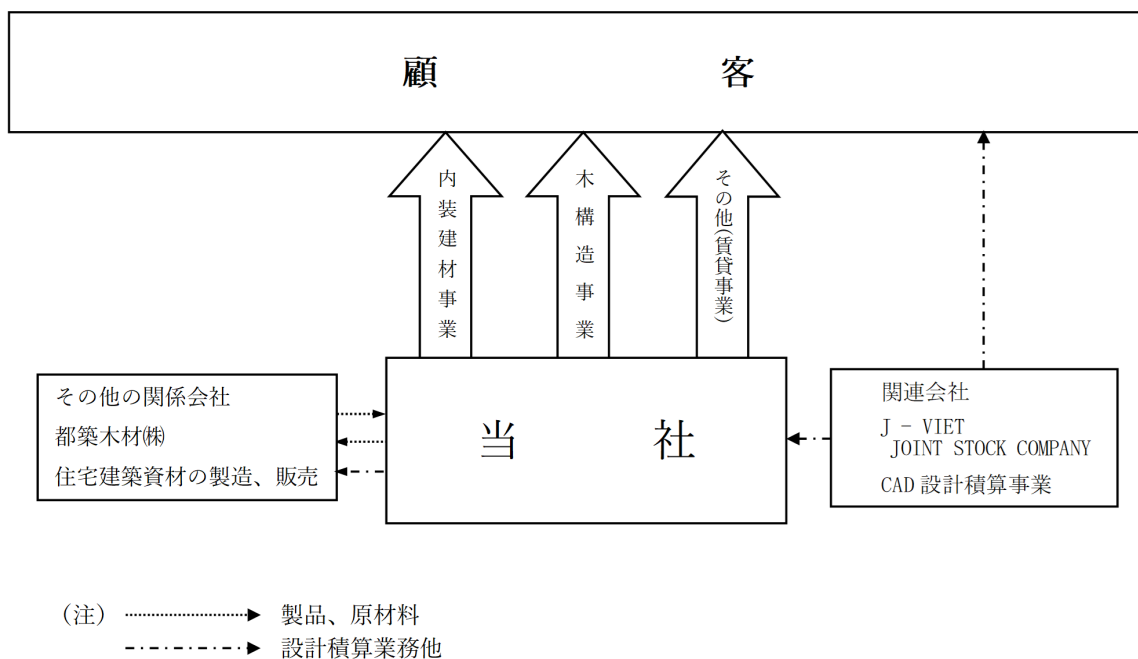 顧客
内装建材事業
木構造事業
その他(賃貸事業)
その他の関係会社
都築木材㈱
住宅建築資材の製造、販売
当社
関連会社
J － VIET
JOINT STOCK COMPANY
CAD 設計積算事業
（注） 製品、原材料
設計積算業務他